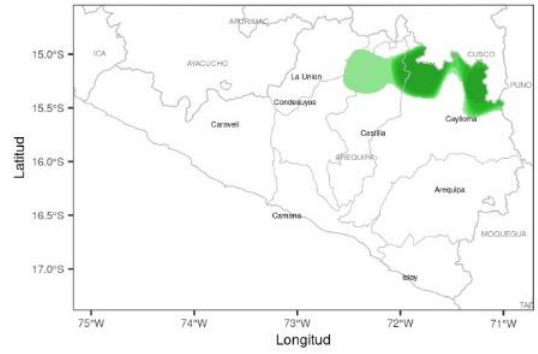 APURIMAC
15.0°S
ICA
CUSCO
AYACUCHO
La Union
PUNO
15.5°S
Condesuyos
Caylloma
Caraveli
Castilla
16.0°S
AREQUIPA
Arequipa
16.5°S
Camana
MOQUEGUA
17.0°S
Islay
75°W 74°W 73°W 72°W 71°W
Longitud
Latitud